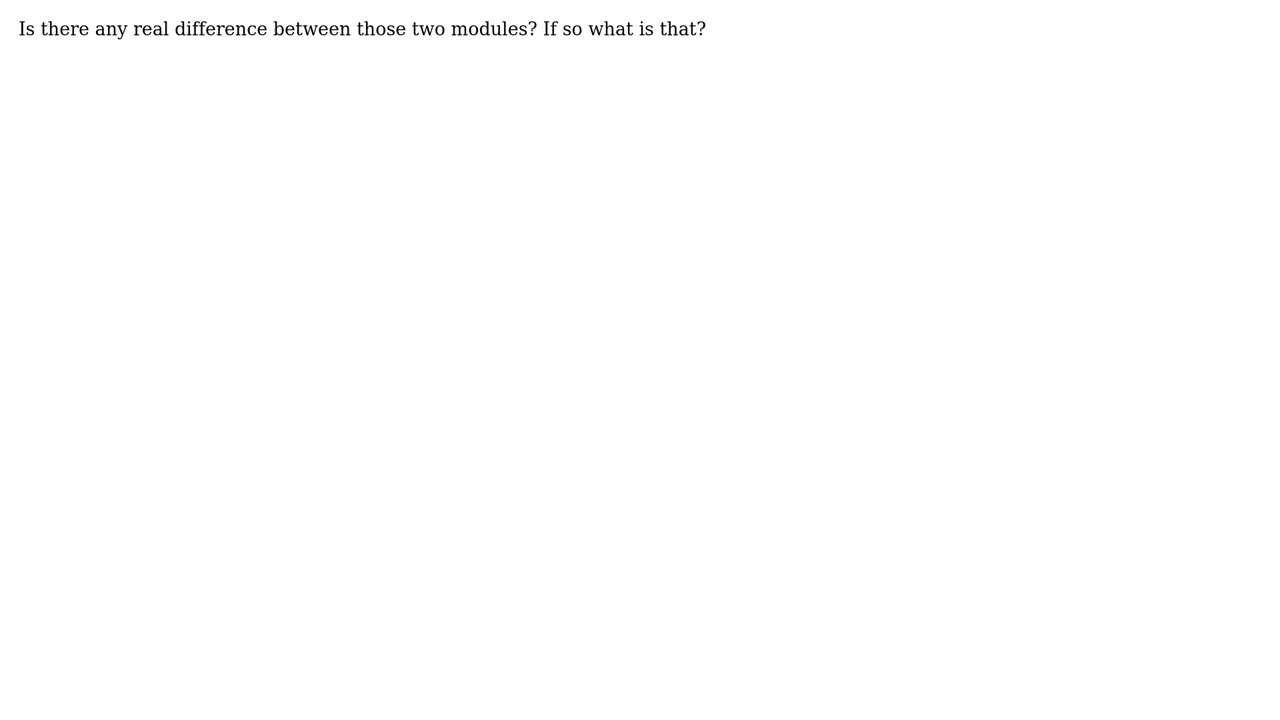 Is there any real difference between those two modules? If so what is that?